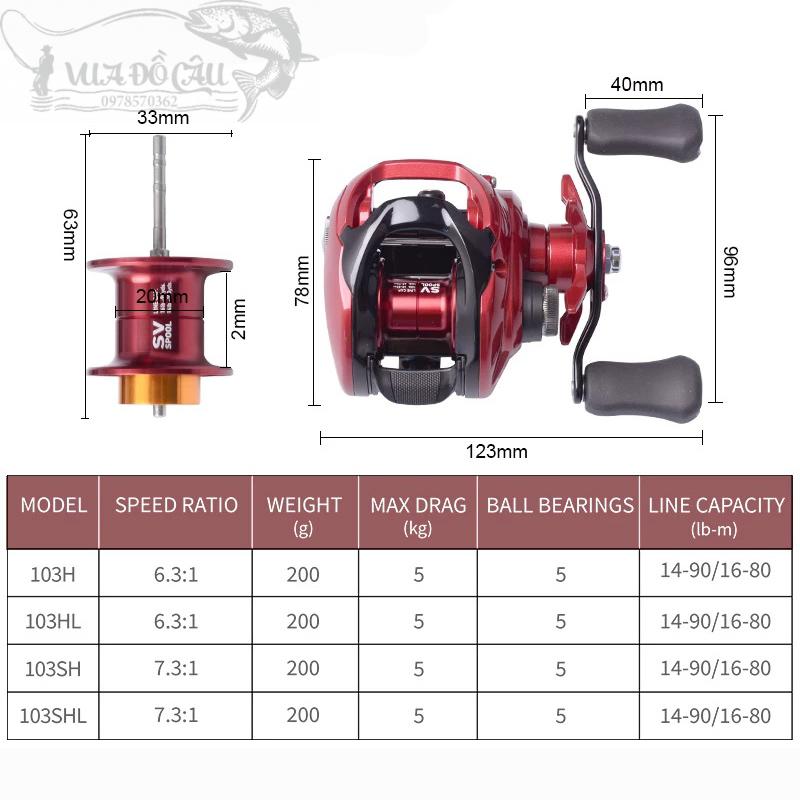 VUA ĐỒ CÂU
0978570362
33mm
40mm
63mm
20mm
2mm
SV
SPOOL
78mm
SV
SPOOL
LINE CAP
96mm
123mm
MODEL SPEED RATIO WEIGHT (g) MAX DRAG (kg) BALL BEARINGS LINE CAPACITY (lb-m)
103H 6.3:1 200 5 5 14-90/16-80
103HL 6.3:1 200 5 5 14-90/16-80
103SH 7.3:1 200 5 5 14-90/16-80
103SHL 7.3:1 200 5 5 14-90/16-80